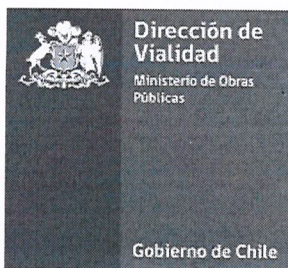 Dirección de
Vialidad
Ministerio de Obras
Públicas
Gobierno de Chile